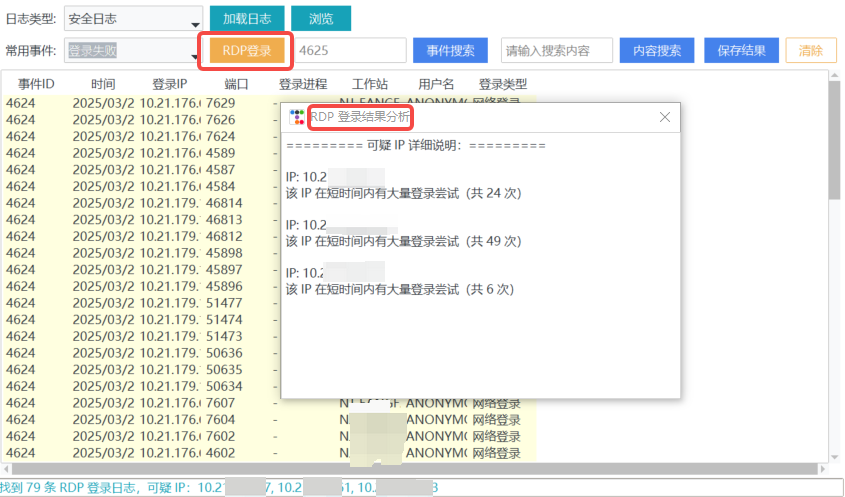 日志类型: 安全日志 加载日志 浏览
常用事件: 登录失败 RDP登录 4625 事件搜索 请输入搜索内容 内容搜索 保存结果 清除
事件ID 时间 登录IP 端口 登录进程 工作站 用户名 登录类型
4624 2025/03/2 10.21.176. 7629 - ANONYM 网络登录
4624 2025/03/2 10.21.176. 7626
4624 2025/03/2 10.21.176. 7624
4624 2025/03/2 10.21.179. 4589
4624 2025/03/2 10.21.176. 4587
4624 2025/03/2 10.21.176. 4584
4624 2025/03/2 10.21.179. 46814
4624 2025/03/2 10.21.179. 46813
4624 2025/03/2 10.21.179. 46812
4624 2025/03/2 10.21.179. 45898
4624 2025/03/2 10.21.179. 45897
4624 2025/03/2 10.21.179. 45896
4624 2025/03/2 10.21.179. 51477
4624 2025/03/2 10.21.179. 51474
4624 2025/03/2 10.21.179. 51473
4624 2025/03/2 10.21.179. 50636
4624 2025/03/2 10.21.179. 50635
4624 2025/03/2 10.21.179. 50634
4624 2025/03/2 10.21.176. 7607 - ANONYM 网络登录
4624 2025/03/2 10.21.176. 7604 - ANONYM 网络登录
4624 2025/03/2 10.21.176. 7602 - ANONYM 网络登录
4624 2025/03/2 10.21.179. 46452 - ANONYM 网络登录
RDP 登录结果分析
========= 可疑 IP 详细说明: =========
IP: 10.2
该 IP 在短时间内有大量登录尝试 (共 24 次)
IP: 10.2
该 IP 在短时间内有大量登录尝试 (共 49 次)
IP: 10.2
该 IP 在短时间内有大量登录尝试 (共 6 次)
找到 79 条 RDP 登录日志, 可疑 IP: 10.21 7, 10.2 1, 10. 3